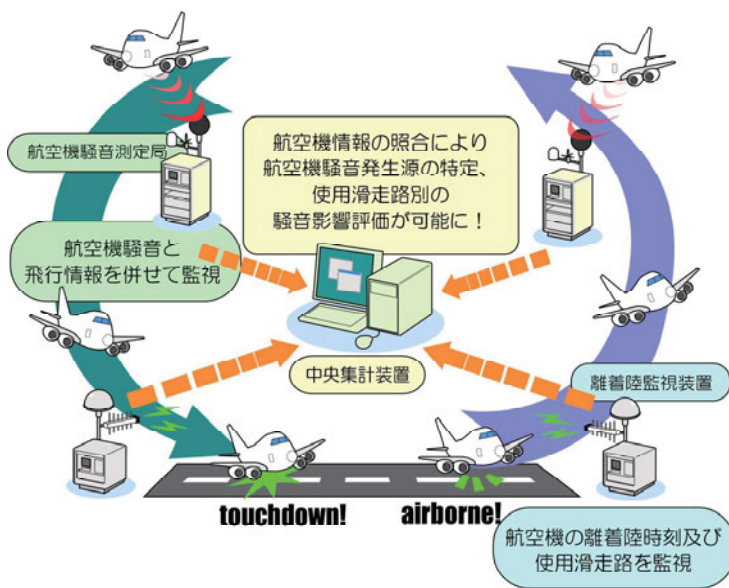 航空機騒音測定局
航空機情報の照合により
航空機騒音発生源の特定、
使用滑走路別の
騒音影響評価が可能に！
航空機騒音と
飛行情報を併せて監視
中央集計装置
離着陸監視装置
touchdown!
airborne!
航空機の離着陸時刻及び
使用滑走路を監視